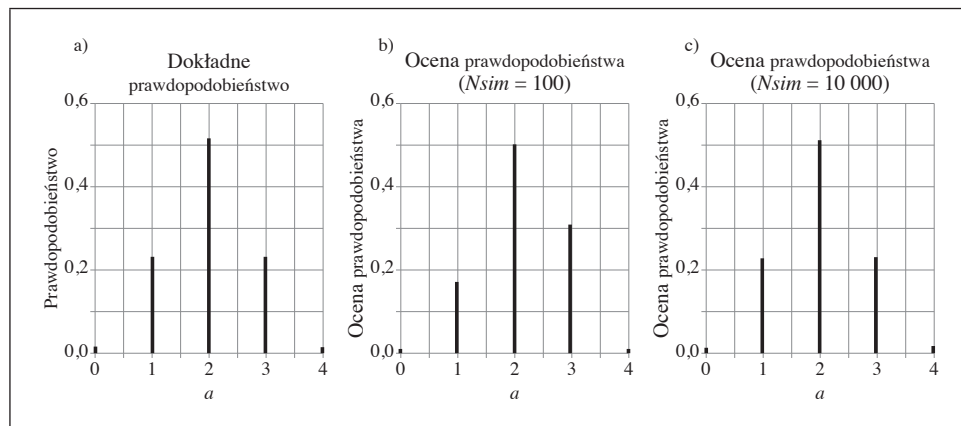 a)
Dokładne
prawdopodobieństwo
Prawdopodobieństwo
0,6
0,4
0,2
0,0
0 1 2 3 4
a
b)
Ocena prawdopodobieństwa
(Nsim = 100)
Ocena prawdopodobieństwa
0,6
0,4
0,2
0,0
0 1 2 3 4
a
c)
Ocena prawdopodobieństwa
(Nsim = 10 000)
Ocena prawdopodobieństwa
0,6
0,4
0,2
0,0
0 1 2 3 4
a